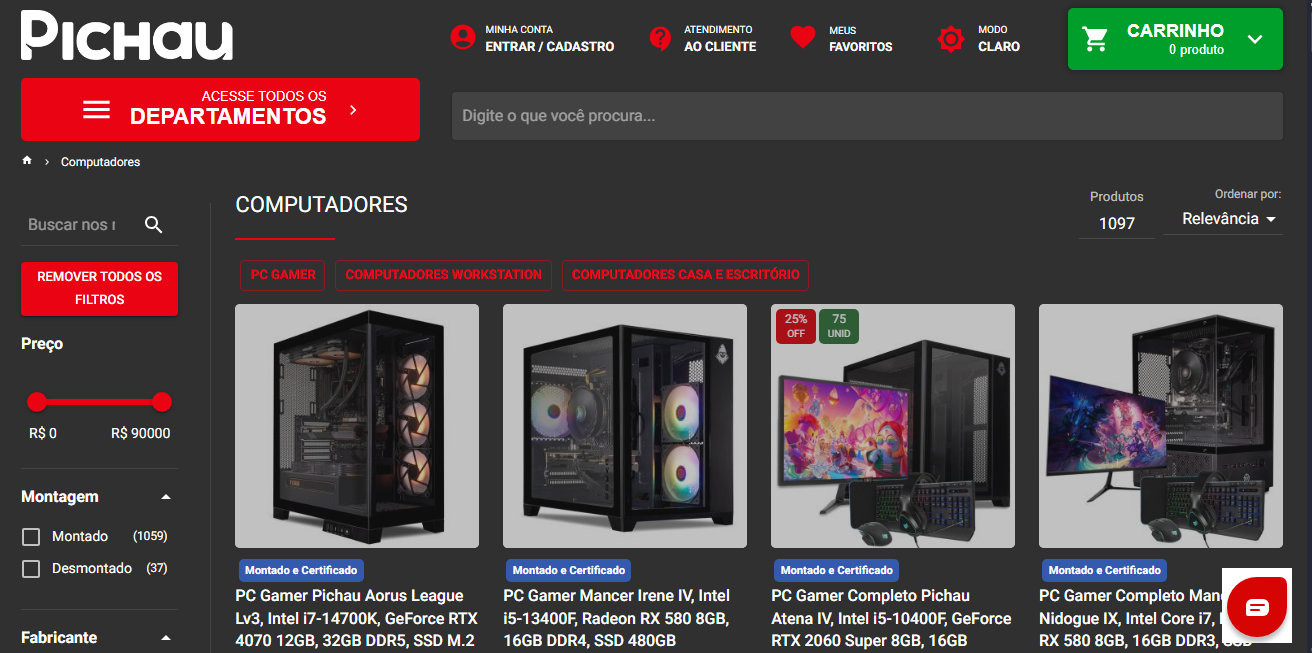 PICHAU
MINHA CONTA
ENTRAR / CADASTRO
ATENDIMENTO
AO CLIENTE
MEUS
FAVORITOS
MODO
CLARO
CARRINHO
0 produto
ACESSE TODOS OS
DEPARTAMENTOS
Digite o que você procura...
Computadores
Buscar nos
REMOVER TODOS OS
FILTROS
Preço
R$ 0
R$ 90000
Montagem
Montado (1059)
Desmontado (37)
Fabricante
COMPUTADORES
Produtos
1097
Ordenar por:
Relevância
PC GAMER
COMPUTADORES WORKSTATION
COMPUTADORES CASA E ESCRITÓRIO
Montado e Certificado
PC Gamer Pichau Aorus League
Lv3, Intel i7-14700K, GeForce RTX
4070 12GB, 32GB DDR5, SSD M.2
Montado e Certificado
PC Gamer Mancer Irene IV, Intel
i5-13400F, Radeon RX 580 8GB,
16GB DDR4, SSD 480GB
25%
OFF
75
UNID
Montado e Certificado
PC Gamer Completo Pichau
Atena IV, Intel i5-10400F, GeForce
RTX 2060 Super 8GB, 16GB
Montado e Certificado
PC Gamer Completo
Nidogue IX, Intel Core i7,
RX 580 8GB, 16GB DDR3,